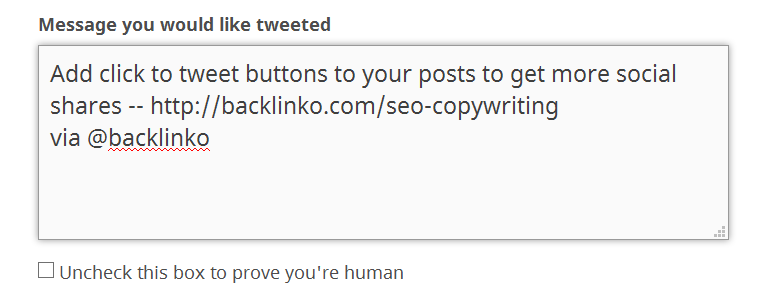 Message you would like tweeted
Add click to tweet buttons to your posts to get more social
shares -- http://backlinko.com/seo-copywriting
via @backlinko
Uncheck this box to prove you're human